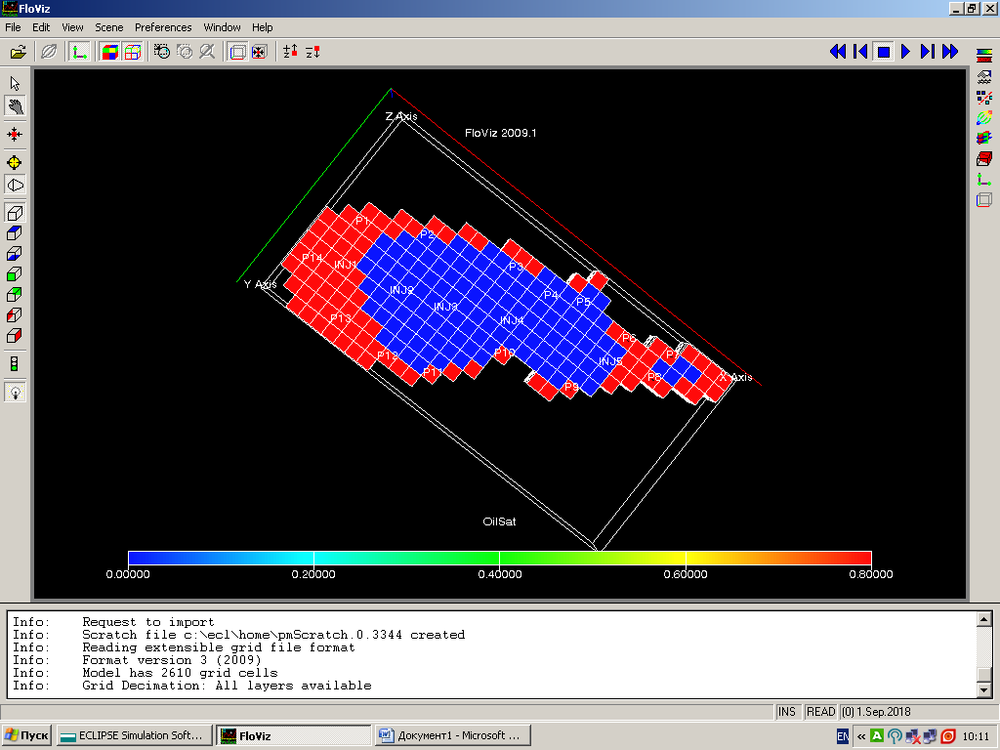 FloViz
File Edit View Scene Preferences Window Help
Z Axis
FloViz 2009.1
P1
P2
P14
INJ1
P3
Y Axis
INJ2
P4
P5
INJ3
P13
INJ4
P6
P12
P10
P7
INJ5
P11
P8
X Axis
P9
OilSat
0.00000 0.20000 0.40000 0.60000 0.80000
Info: Request to import
Info: Scratch file c:\ecl\home\pmScratch.0.3344 created
Info: Reading extensible grid file format
Info: Format version 3 (2009)
Info: Model has 2610 grid cells
Info: Grid Decimation: All layers available
INS READ (0) 1.Sep.2018
Пуск ECLIPSE Simulation Soft... FloViz Документ1 - Microsoft ... EN « A 10:11